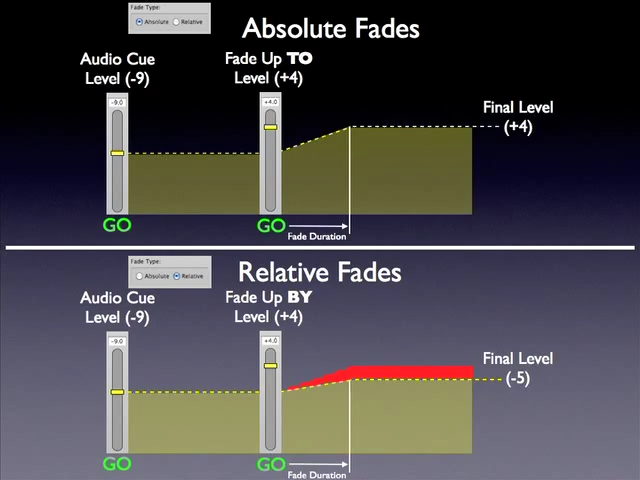 Fade Type:
Absolute Relative
Absolute Fades
Audio Cue
Level (-9)
Fade Up TO
Level (+4)
-9.0
+4.0
Final Level
(+4)
GO
GO
Fade Duration
Fade Type:
Absolute Relative
Relative Fades
Audio Cue
Level (-9)
Fade Up BY
Level (+4)
-9.0
+4.0
Final Level
(-5)
GO
GO
Fade Duration